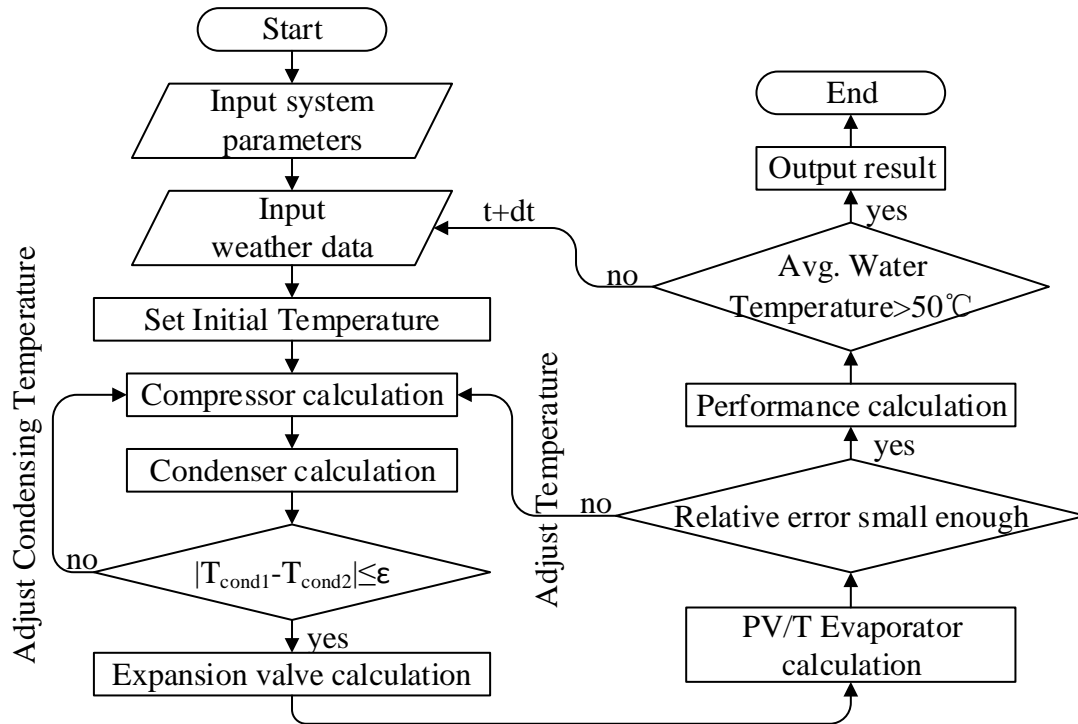 Start
Input system
parameters
Input
weather data
Set Initial Temperature
Compressor calculation
Condenser calculation
|Tcond1-Tcond2|≤ε
no
yes
Adjust Condensing Temperature
Expansion valve calculation
PV/T Evaporator
calculation
Relative error small enough
no
Adjust Temperature
yes
Performance calculation
Avg. Water
Temperature>50℃
no
t+dt
yes
Output result
End